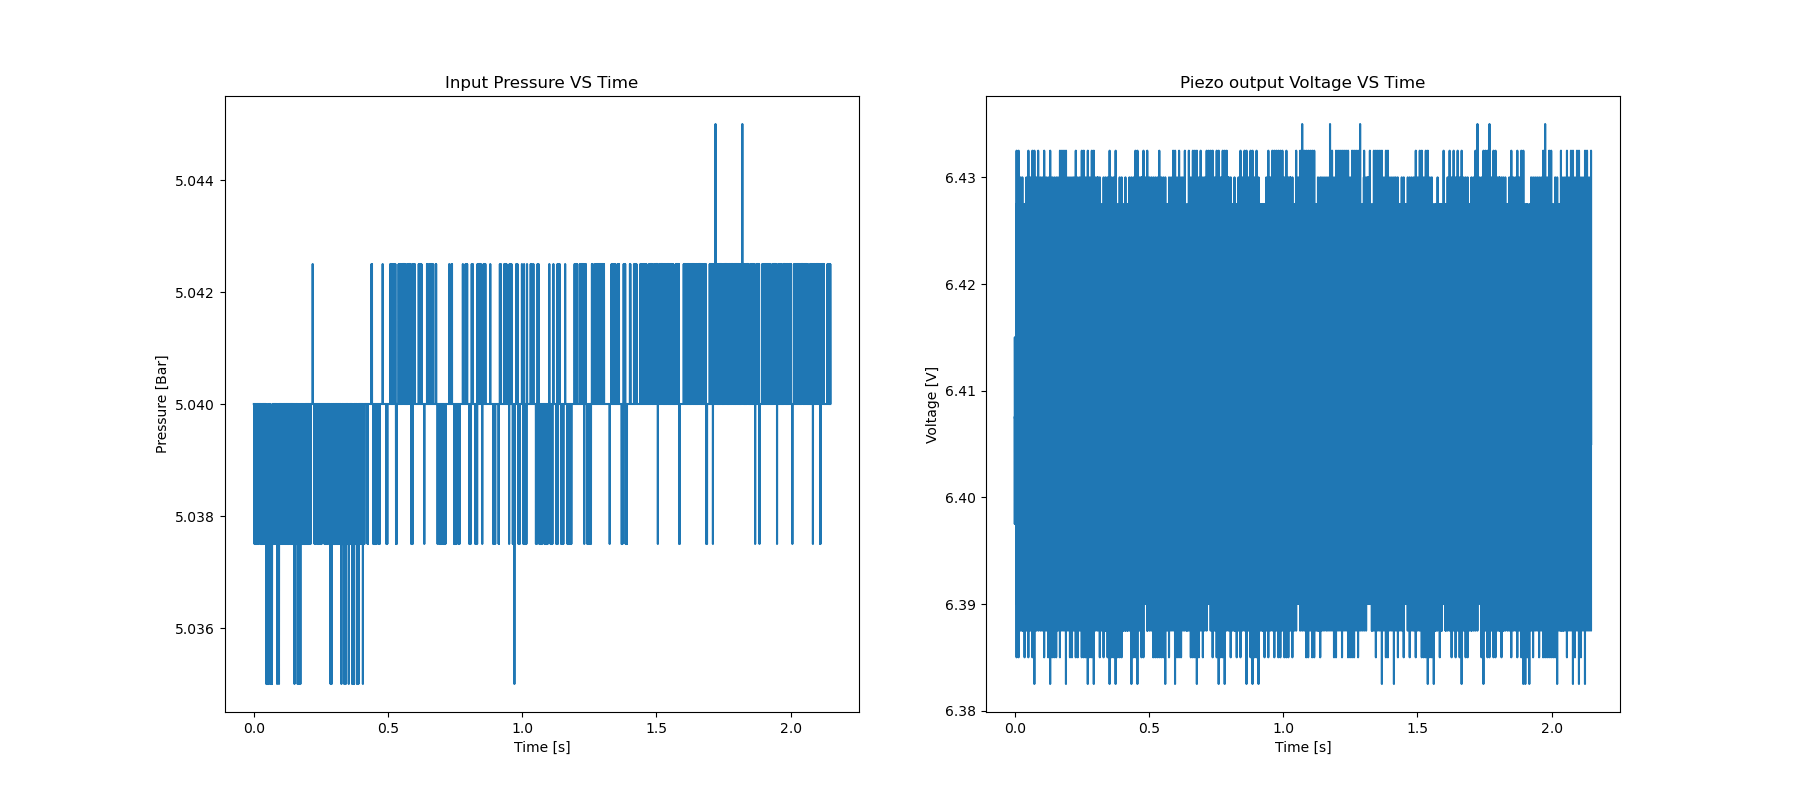 Input Pressure VS Time
Pressure [Bar]
5.044
5.042
5.040
5.038
5.036
0.0 0.5 1.0 1.5 2.0
Time [s]
Piezo output Voltage VS Time
Voltage [V]
6.43
6.42
6.41
6.40
6.39
6.38
0.0 0.5 1.0 1.5 2.0
Time [s]